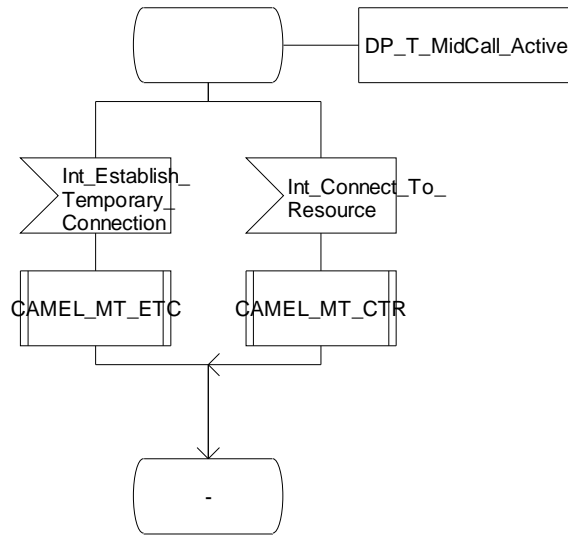 DP_T_MidCall_Active
Int_Establish_
Temporary_
Connection
Int_Connect_To_
Resource
CAMEL_MT_ETC
CAMEL_MT_CTR
-